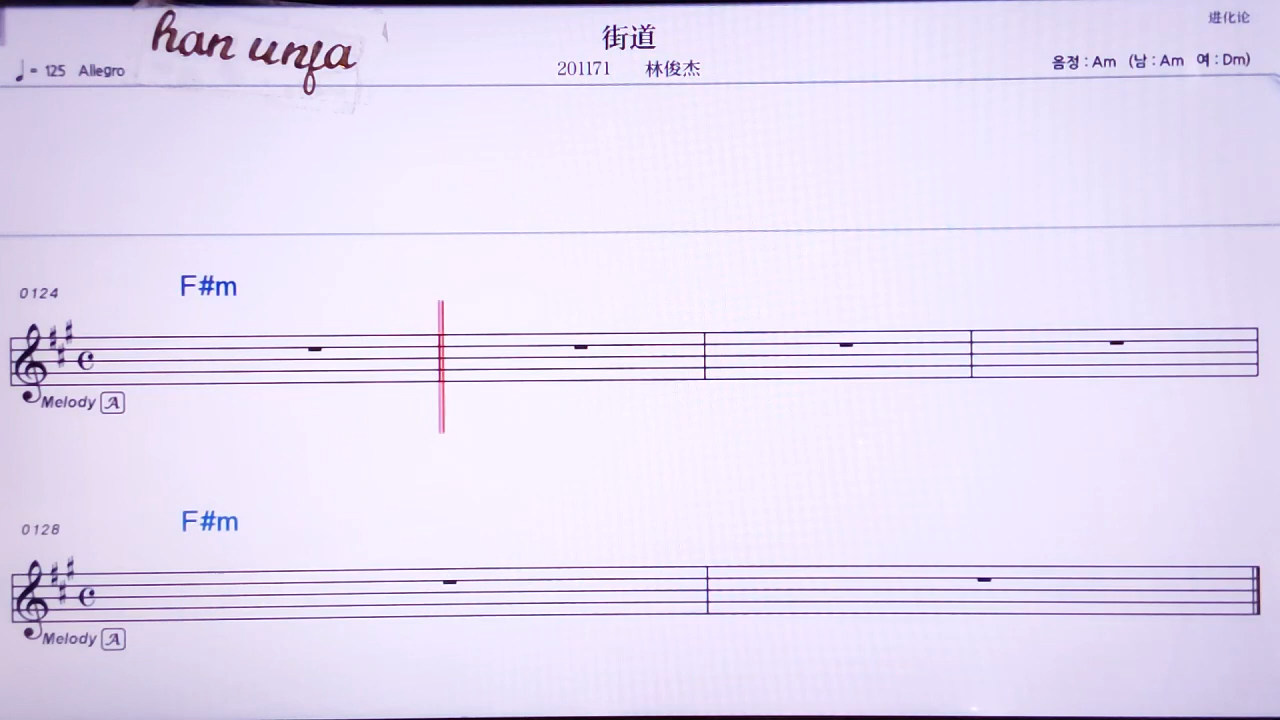 han unfa
进化论
街道
♩= 125 Allegro
201171 林俊杰
음정 : Am (남 : Am 여 : Dm)
F#m
0124
Melody A
F#m
0128
Melody A